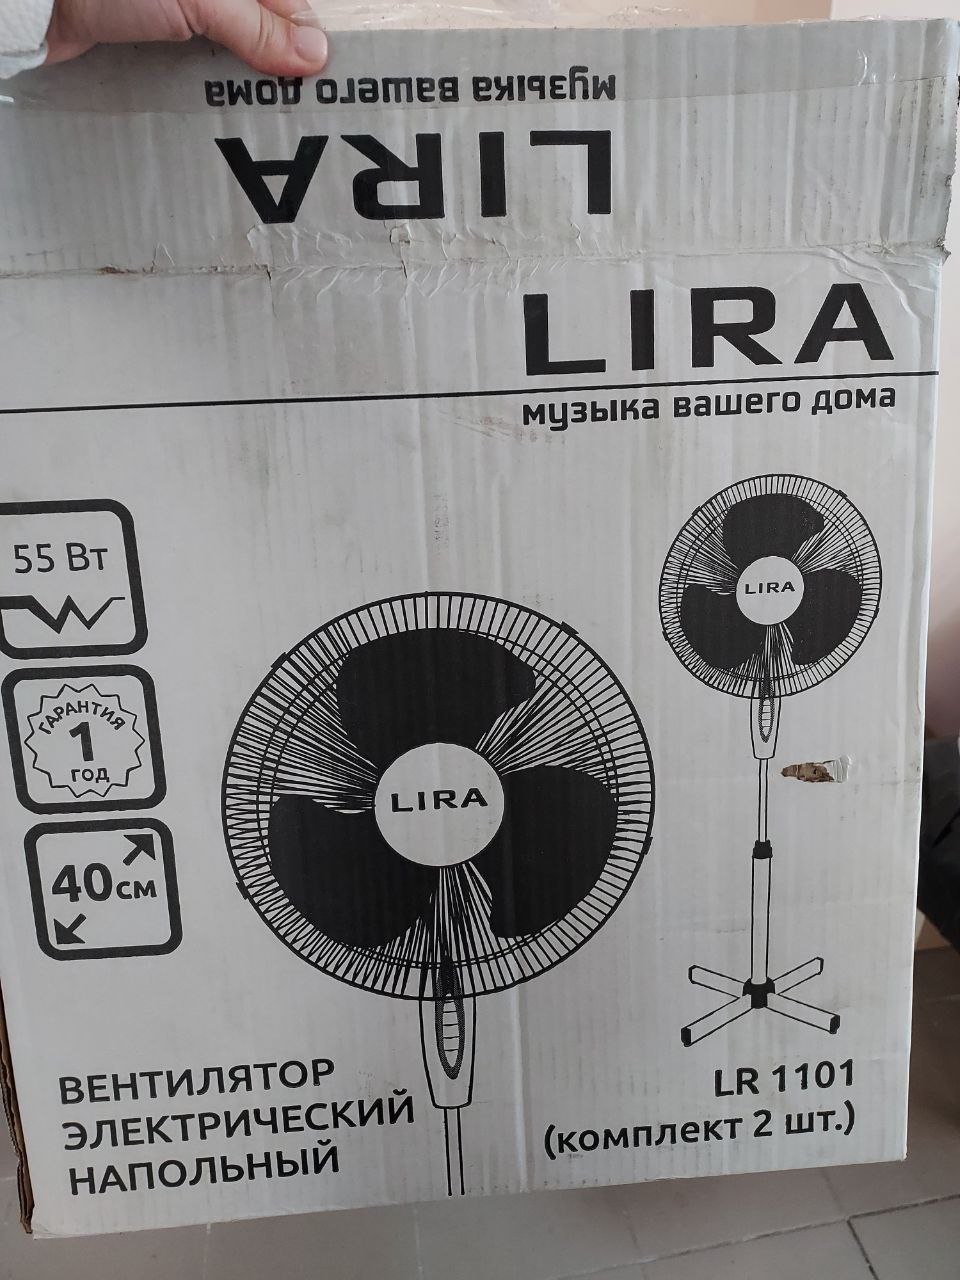 музыка вашего дома
LIRA
LIRA
музыка вашего дома
55 Вт
ГАРАНТИЯ
1
ГОД
40см
LIRA
LIRA
ВЕНТИЛЯТОР
ЭЛЕКТРИЧЕСКИЙ
НАПОЛЬНЫЙ
LR 1101
(комплект 2 шт.)